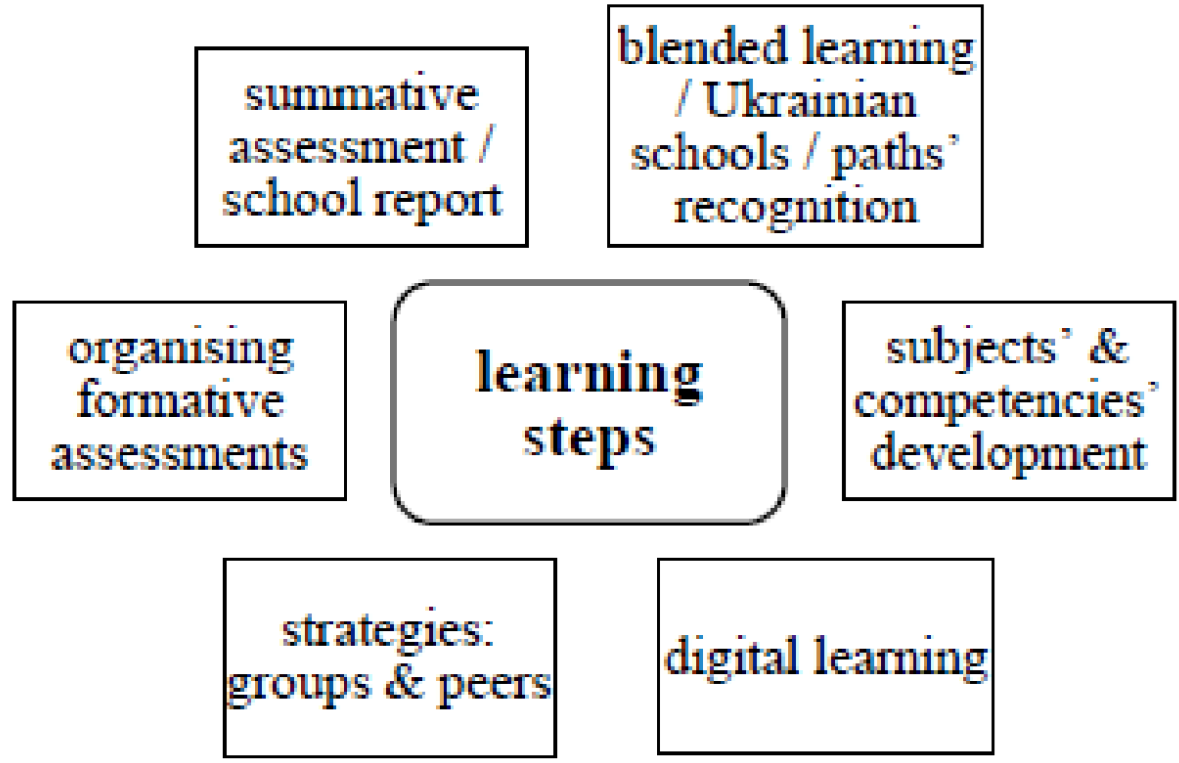 summative
assessment /
school report
blended learning
/ Ukrainian
schools / paths’
recognition
organising
formative
assessments
learning
steps
subjects’ &
competencies’
development
strategies:
groups & peers
digital learning